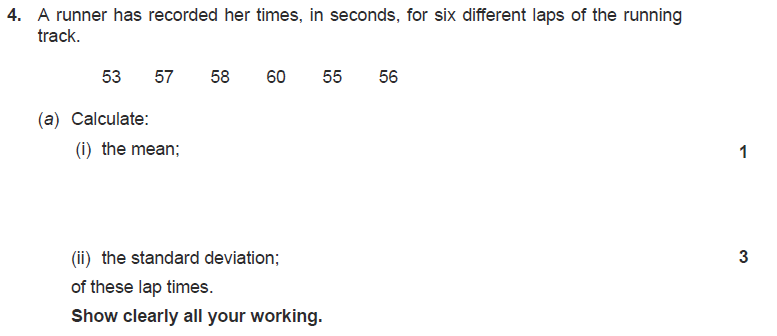 4. A runner has recorded her times, in seconds, for six different laps of the running
track.
53 57 58 60 55 56
(a) Calculate:
(i) the mean; 1
(ii) the standard deviation; 3
of these lap times.
Show clearly all your working.